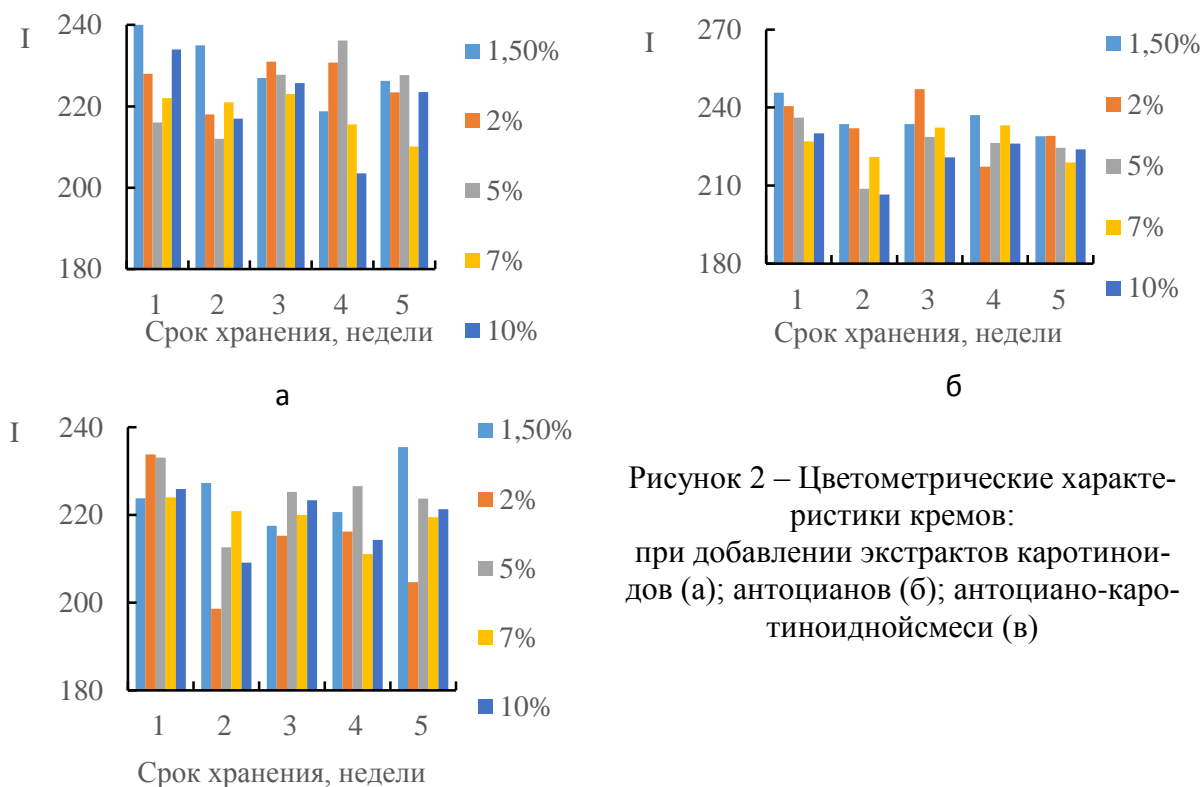 I
240
220
200
180
1 2 3 4 5
Срок хранения, недели
1,50%
2%
5%
7%
10%
а
I
270
240
210
180
1 2 3 4 5
Срок хранения, недели
1,50%
2%
5%
7%
10%
б
I
240
220
200
180
1 2 3 4 5
Срок хранения, недели
1,50%
2%
5%
7%
10%
Рисунок 2 – Цветометрические характе-
ристики кремов:
при добавлении экстрактов каротинои-
дов (а); антоцианов (б); антоциано-каро-
тиноиднойсмеси (в)